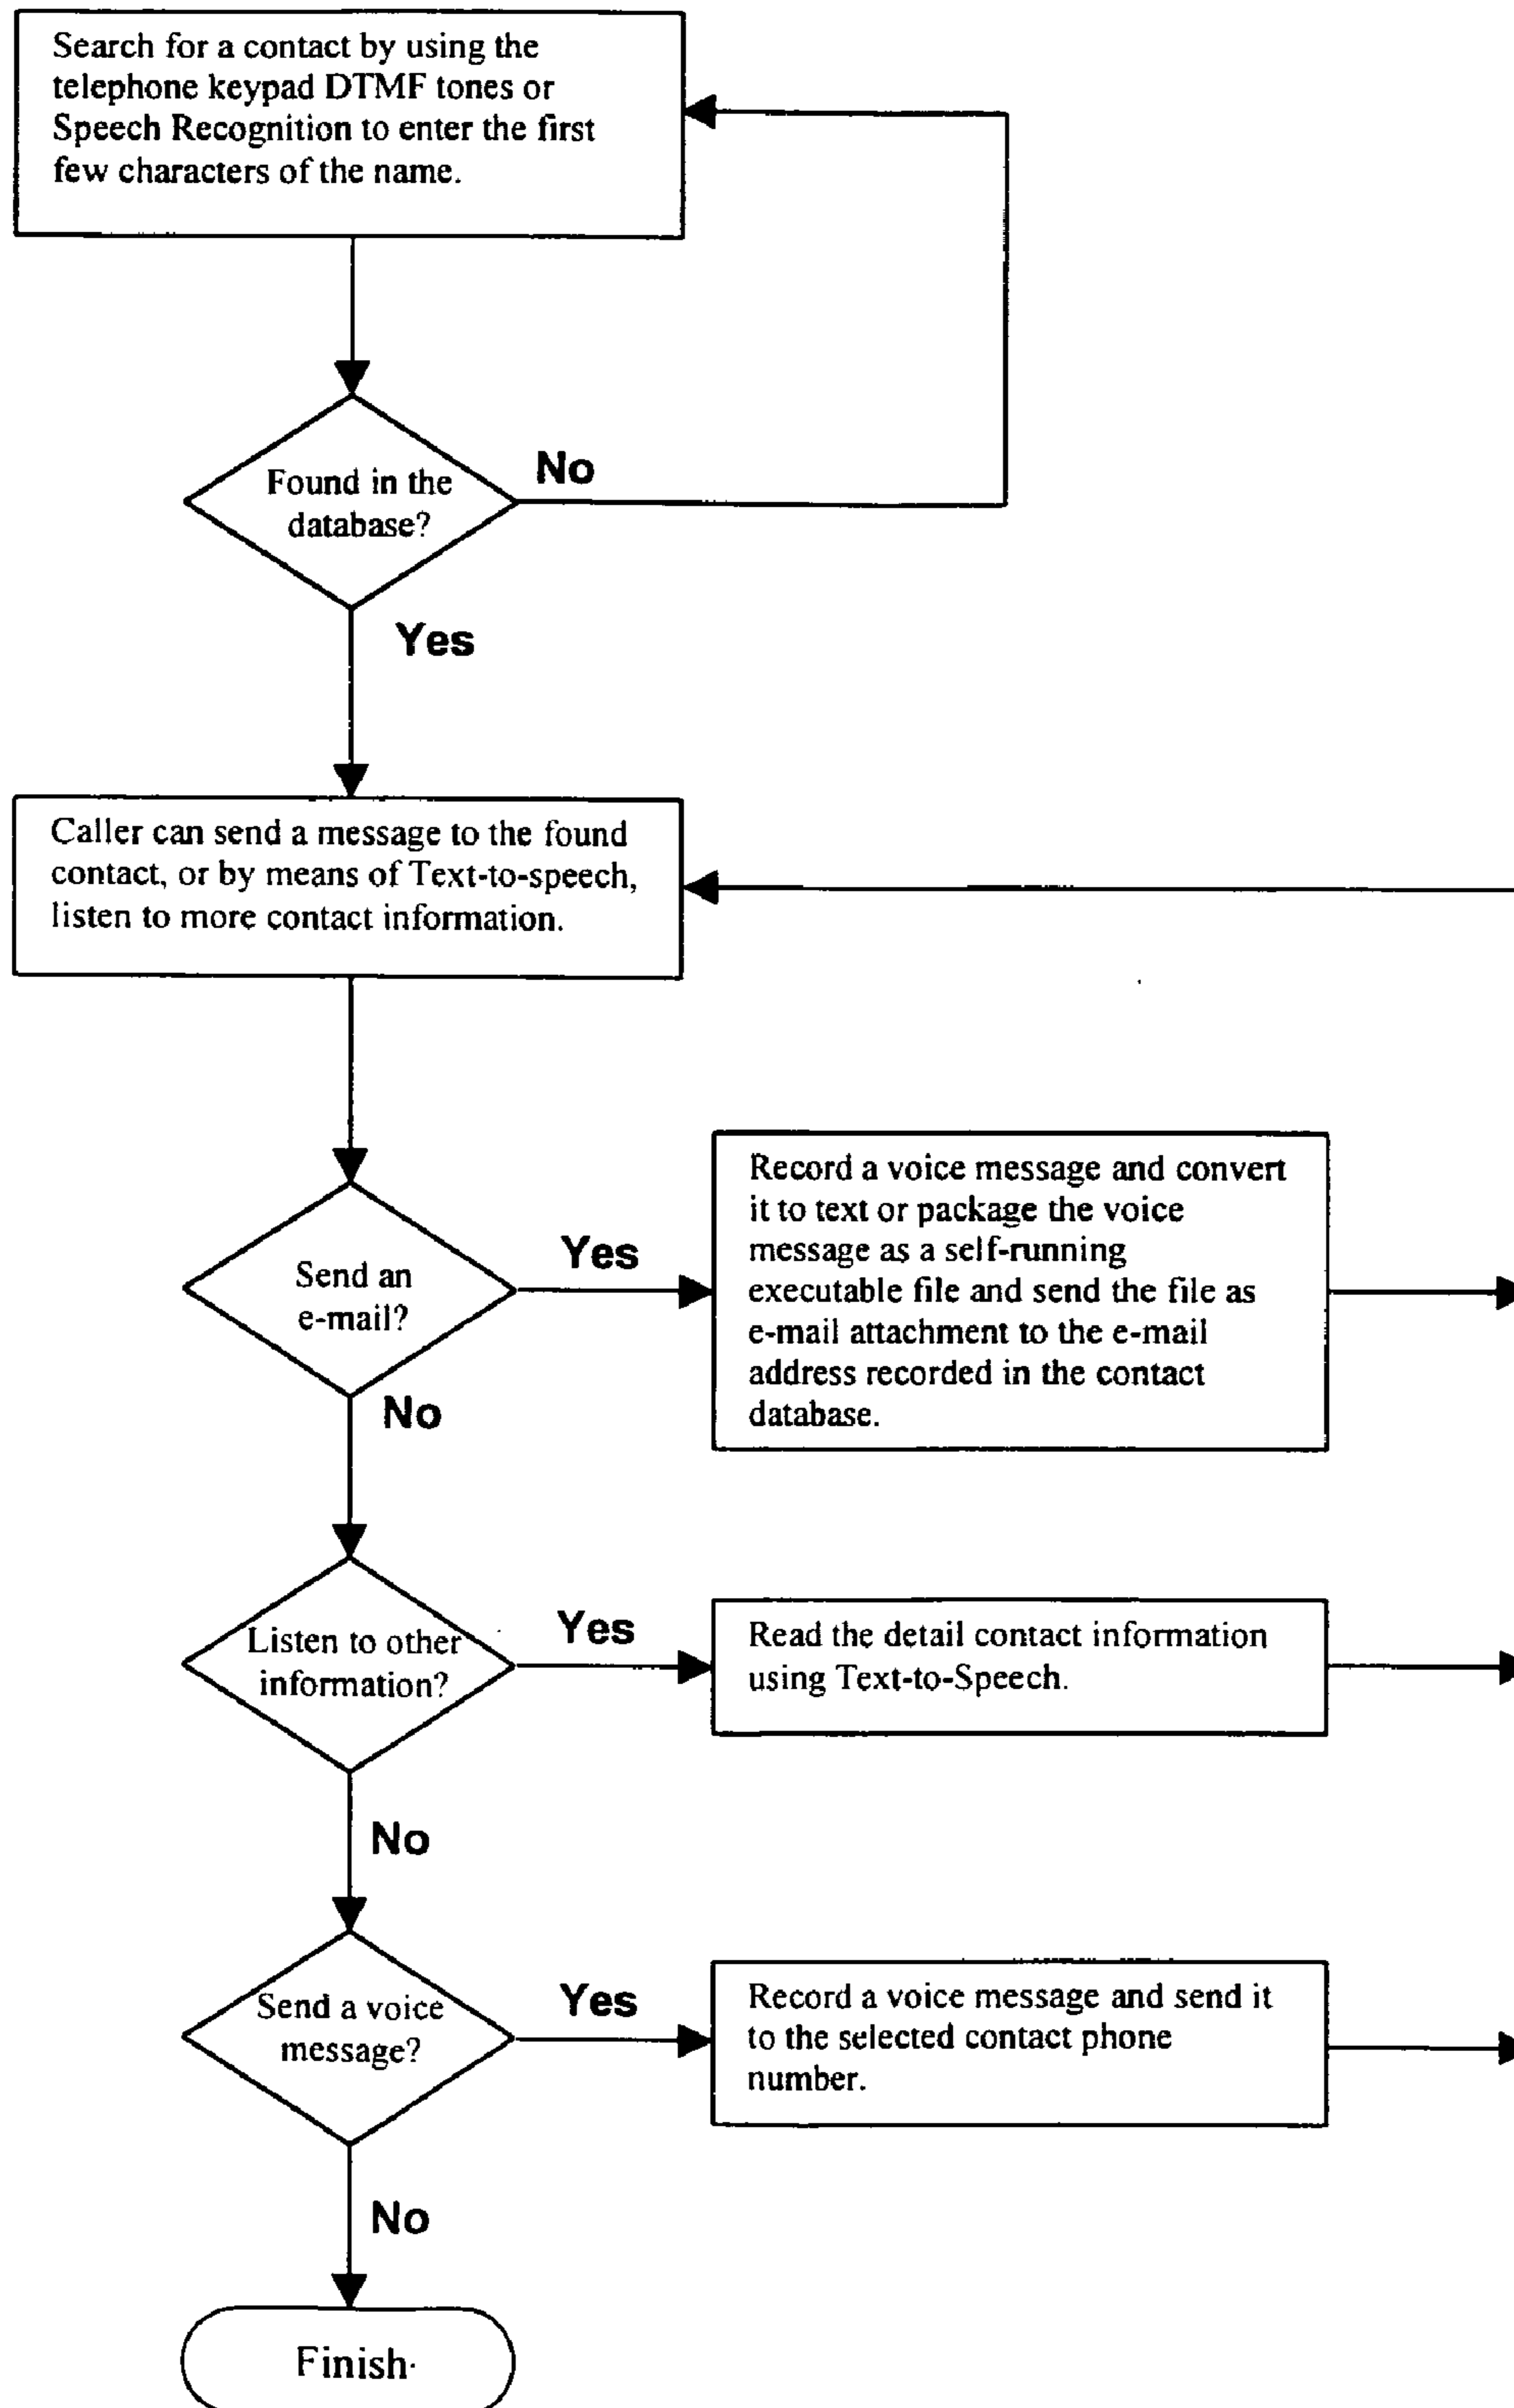 Search for a contact by using the
telephone keypad DTMF tones or
Speech Recognition to enter the first
few characters of the name.
Found in the
database?
No
Yes
Caller can send a message to the found
contact, or by means of Text-to-speech,
listen to more contact information.
Send an
e-mail?
Yes
Record a voice message and convert
it to text or package the voice
message as a self-running
executable file and send the file as
e-mail attachment to the e-mail
address recorded in the contact
database.
No
Listen to other
information?
Yes
Read the detail contact information
using Text-to-Speech.
No
Send a voice
message?
Yes
Record a voice message and send it
to the selected contact phone
number.
No
Finish